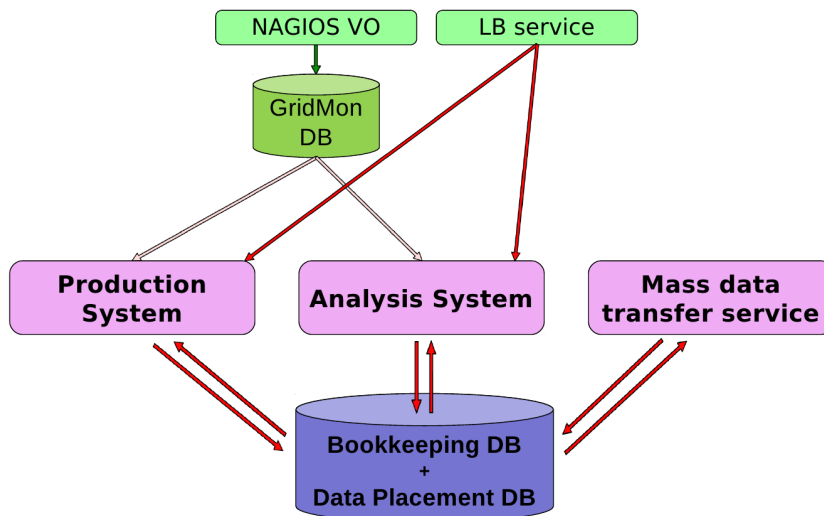 NAGIOS VO
LB service
GridMon
DB
Production
System
Analysis System
Mass data
transfer service
Bookkeeping DB
+
Data Placement DB